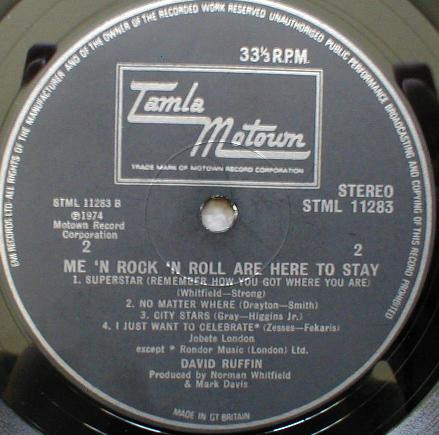 EMI RECORDS LTD·ALL RIGHTS OF THE MANUFACTURER AND OF THE OWNER OF THE RECORDED WORK RESERVED UNAUTHORISED PUBLIC PERFORMANCE BROADCASTING AND COPYING OF THIS RECORD PROHIBITED
33⅓ R.P.M.
Tamla
Motown
TRADE MARK OF MOTOWN RECORD CORPORATION
STML 11283 B
℗1974
Motown Record
Corporation
2
STEREO
STML 11283
2
ME 'N ROCK 'N ROLL ARE HERE TO STAY
1. SUPERSTAR (REMEMBER HOW YOU GOT WHERE YOU ARE)
(Whitfield—Strong)
2. NO MATTER WHERE (Drayton—Smith)
3. CITY STARS (Gray—Higgins Jr.)
4. I JUST WANT TO CELEBRATE* (Zesses—Fekaris)
Jobete London
except * Rondor Music (London) Ltd.
DAVID RUFFIN
Produced by Norman Whitfield
& Mark Davis
MADE IN GT BRITAIN